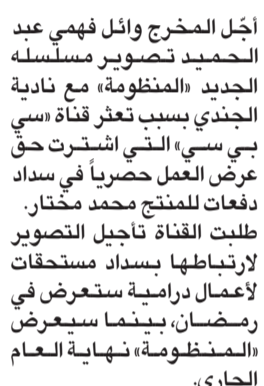 أجّل المخرج وائل فهمي عبد
الحميد تصوير مسلسله
الجديد «المنظومة» مع نادية
الجندي بسبب تعثر قناة «سي
بي سي» التي اشترت حق
عرض العمل حصرياً في سداد
دفعات للمنتج محمد مختار.
طلبت القناة تأجيل التصوير
لارتباطها بسداد مستحقات
لأعمال درامية ستعرض في
رمضان، بينما سيعرض
«المنظومة» نهاية العام
الجاري.